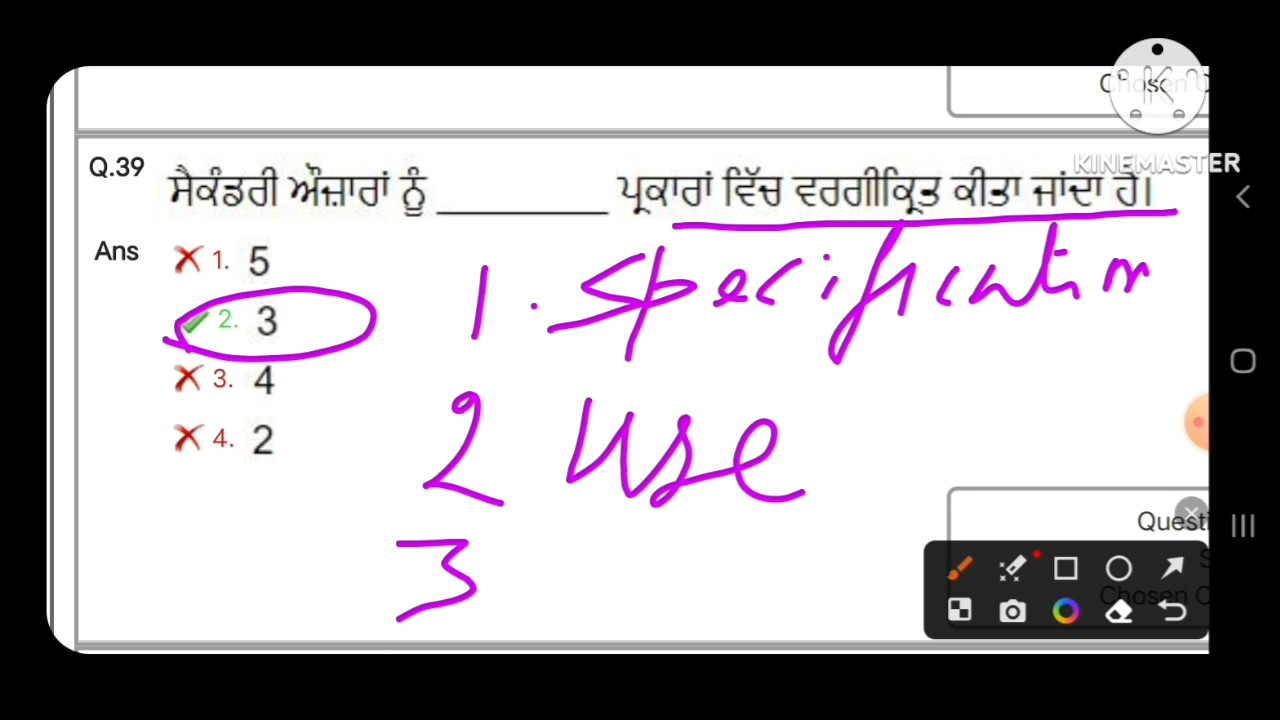 Chosen O
KINEMASTER
Q.39 ਸੈਕੰਡਰੀ ਔਜ਼ਾਰਾਂ ਨੂੰ __________ ਪ੍ਰਕਾਰਾਂ ਵਿੱਚ ਵਰਗੀਕ੍ਰਿਤ ਕੀਤਾ ਜਾਂਦਾ ਹੈ।
Ans 1. 5
2. 3
3. 4
4. 2
1. Specification
2 use
3
Questi
S
Chosen O